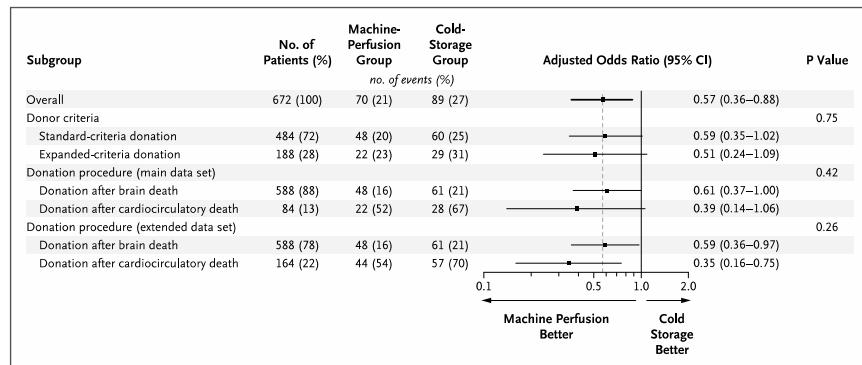 Subgroup No. of Patients (%) Machine-Perfusion Group Cold-Storage Group Adjusted Odds Ratio (95% CI) P Value
no. of events (%)
Overall 672 (100) 70 (21) 89 (27) 0.57 (0.36–0.88)
Donor criteria 0.75
Standard-criteria donation 484 (72) 48 (20) 60 (25) 0.59 (0.35–1.02)
Expanded-criteria donation 188 (28) 22 (23) 29 (31) 0.51 (0.24–1.09)
Donation procedure (main data set) 0.42
Donation after brain death 588 (88) 48 (16) 61 (21) 0.61 (0.37–1.00)
Donation after cardiocirculatory death 84 (13) 22 (52) 28 (67) 0.39 (0.14–1.06)
Donation procedure (extended data set) 0.26
Donation after brain death 588 (78) 48 (16) 61 (21) 0.59 (0.36–0.97)
Donation after cardiocirculatory death 164 (22) 44 (54) 57 (70) 0.35 (0.16–0.75)
0.1 0.5 1.0 2.0
Machine Perfusion Better Cold Storage Better